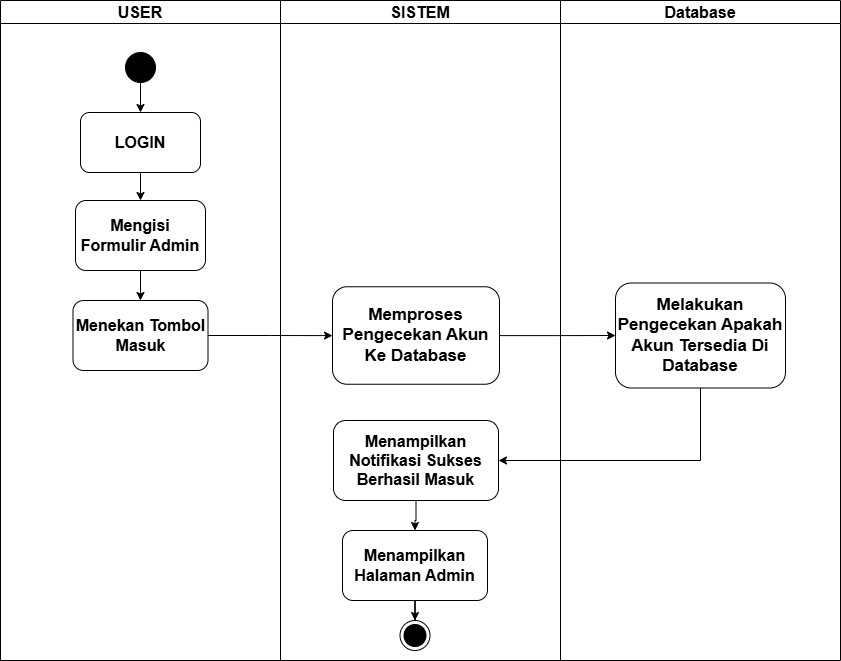 USER
SISTEM
Database
LOGIN
Mengisi
Formulir Admin
Menekan Tombol
Masuk
Memproses
Pengecekan Akun
Ke Database
Melakukan
Pengecekan Apakah
Akun Tersedia Di
Database
Menampilkan
Notifikasi Sukses
Berhasil Masuk
Menampilkan
Halaman Admin